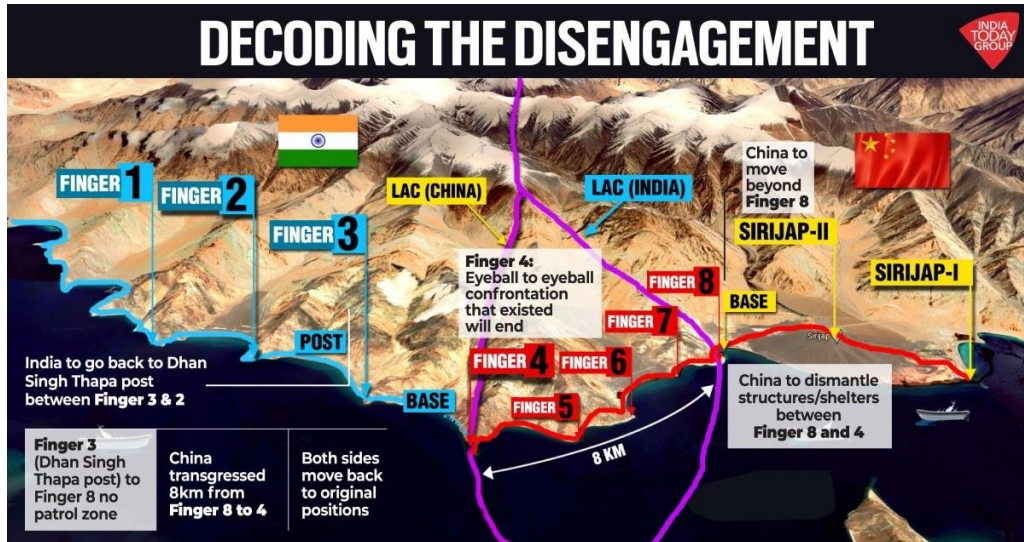 DECODING THE DISENGAGEMENT
INDIA
TODAY
GROUP
FINGER 1
FINGER 2
FINGER 3
LAC (CHINA)
LAC (INDIA)
China to
move
beyond
Finger 8
SIRIJAP-II
SIRIJAP-I
Finger 4:
Eyeball to eyeball
confrontation
that existed
will end
FINGER 8
BASE
FINGER 7
Sirijap
POST
FINGER 4
FINGER 6
FINGER 5
India to go back to Dhan
Singh Thapa post
between Finger 3 & 2
BASE
China to dismantle
structures/shelters
between
Finger 8 and 4
8 KM
Finger 3
(Dhan Singh
Thapa post) to
Finger 8 no
patrol zone
China
transgressed
8km from
Finger 8 to 4
Both sides
move back
to original
positions